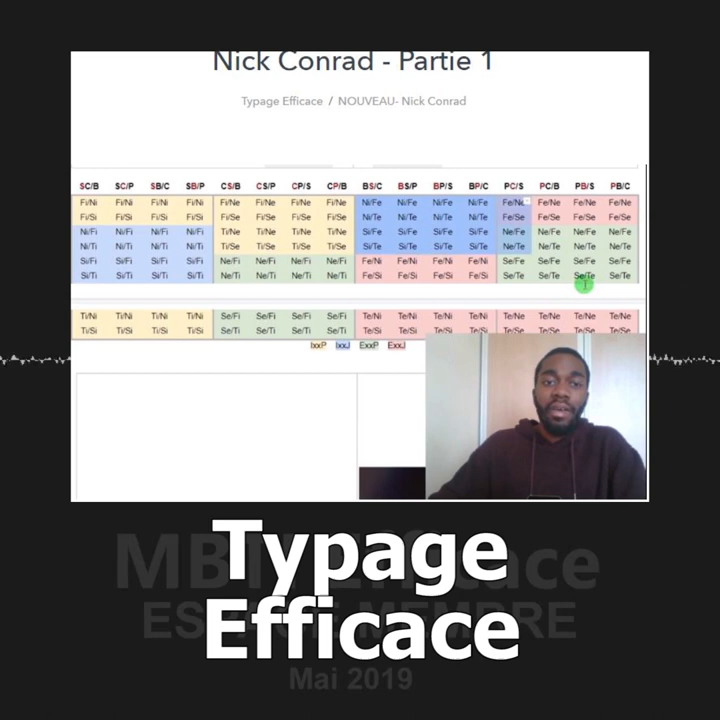 Nick Conrad - Partie 1
Typage Efficace / NOUVEAU- Nick Conrad
SC/B SC/P SB/C SB/P CS/B CS/P CP/S CP/B BS/C BS/P BP/S BP/C PC/S PC/B PB/S PB/C
Fi/Ni Fi/Ni Fi/Ni Fi/Ni Fi/Ne Fi/Ne Fi/Ne Fi/Ne Ni/Fe Ni/Fe Ni/Fe Ni/Fe Fe/Ne Fe/Ne Fe/Ne Fe/Ne
Fi/Si Fi/Si Fi/Si Fi/Si Fi/Se Fi/Se Fi/Se Fi/Se Ni/Te Ni/Te Ni/Te Ni/Te Fe/Se Fe/Se Fe/Se Fe/Se
Ni/Fi Ni/Fi Ni/Fi Ni/Fi Ti/Ne Ti/Ne Ti/Ne Ti/Ne Si/Fe Si/Fe Si/Fe Si/Fe Ne/Fe Ne/Fe Ne/Fe Ne/Fe
Ni/Ti Ni/Ti Ni/Ti Ni/Ti Ti/Se Ti/Se Ti/Se Ti/Se Si/Te Si/Te Si/Te Si/Te Ne/Te Ne/Te Ne/Te Ne/Te
Si/Fi Si/Fi Si/Fi Si/Fi Ne/Fi Ne/Fi Ne/Fi Ne/Fi Fe/Ni Fe/Ni Fe/Ni Fe/Ni Se/Fe Se/Fe Se/Fe Se/Fe
Si/Ti Si/Ti Si/Ti Si/Ti Ne/Ti Ne/Ti Ne/Ti Ne/Ti Fe/Si Fe/Si Fe/Si Fe/Si Se/Te Se/Te Se/Te Se/Te
Ti/Ni Ti/Ni Ti/Ni Ti/Ni Se/Fi Se/Fi Se/Fi Se/Fi Te/Ni Te/Ni Te/Ni Te/Ni Te/Ne Te/Ne Te/Ne Te/Ne
Ti/Si Ti/Si Ti/Si Ti/Si Se/Ti Se/Ti Se/Ti Se/Ti Te/Si Te/Si Te/Si Te/Si Te/Se Te/Se Te/Se Te/Se
IxxP IxxJ ExxP ExxJ
Typage
Efficace
MBTI Efficace
ESPACE MEMBRE
Mai 2019